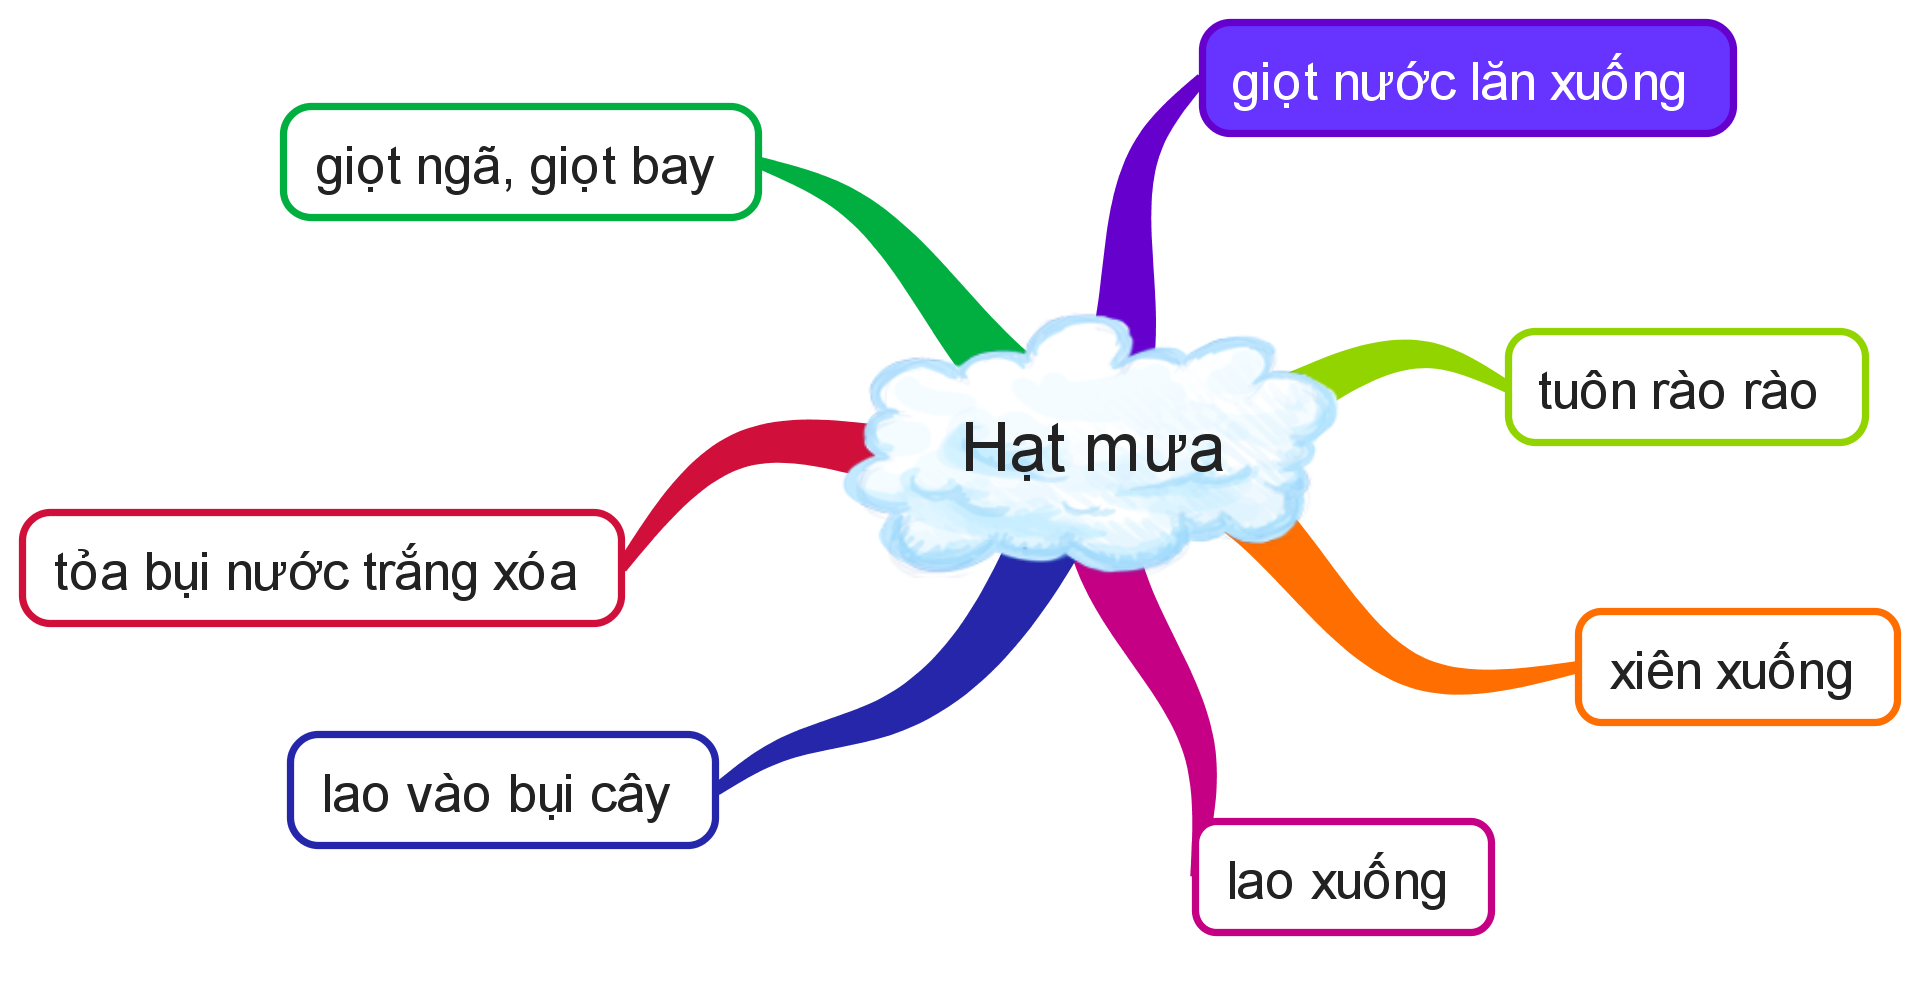 giọt nước lăn xuống
giọt ngã, giọt bay
tuôn rào rào
Hạt mưa
tỏa bụi nước trắng xóa
xiên xuống
lao vào bụi cây
lao xuống